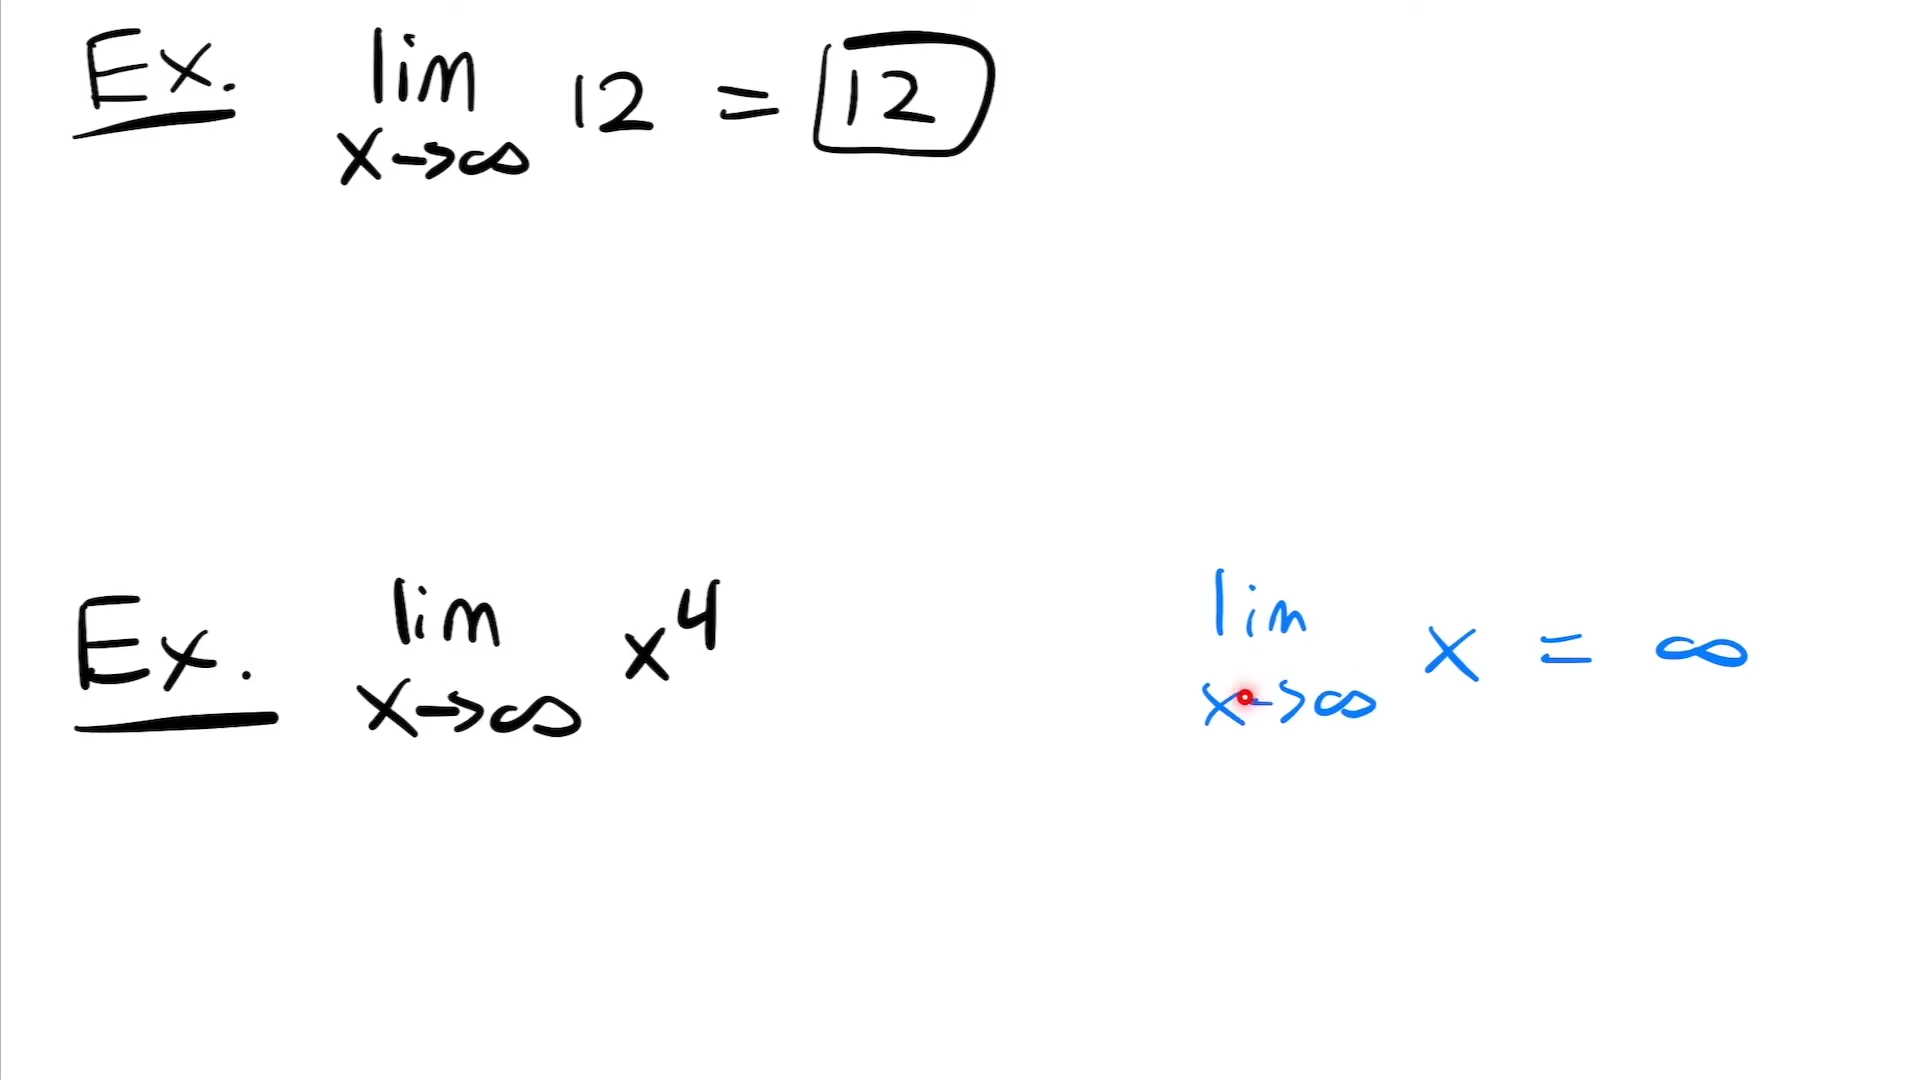 Ex. lim x→∞ 12 = 12
Ex. lim x→∞ x⁴
lim x→∞ x = ∞